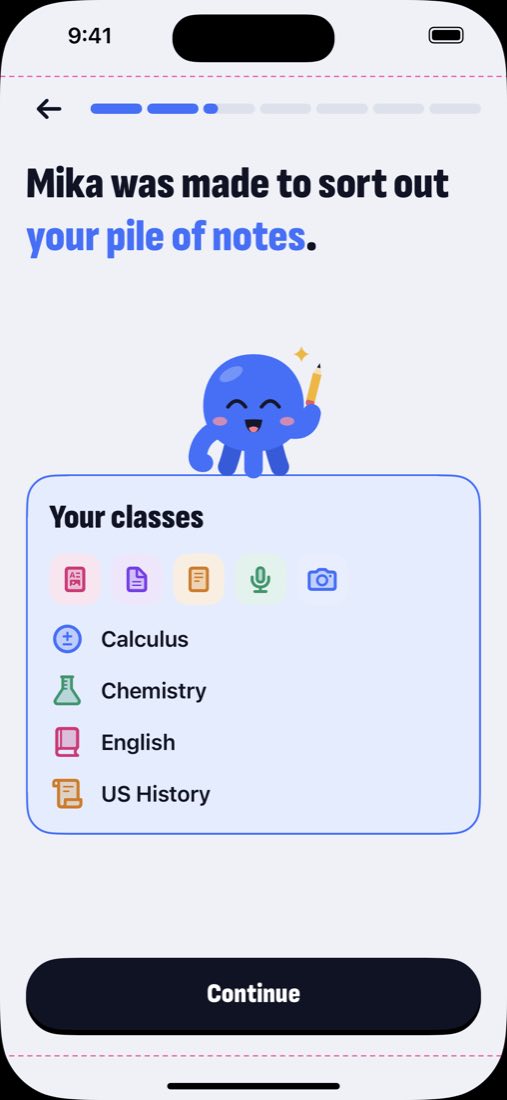 9:41
Mika was made to sort out
your pile of notes.
Your classes
Calculus
Chemistry
English
US History
Continue